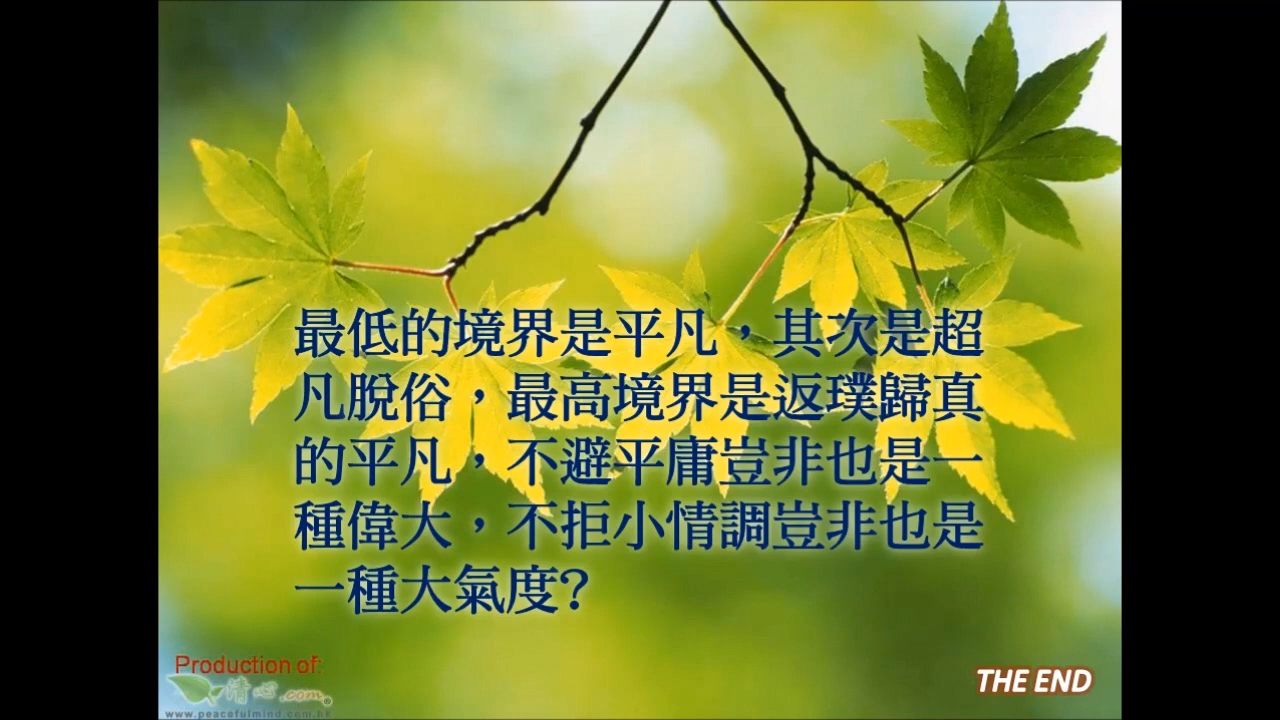 最低的境界是平凡，其次是超
凡脫俗，最高境界是返璞歸真
的平凡，不避平庸豈非也是一
種偉大，不拒小情調豈非也是
一種大氣度?
Production of:
清心.com
www.peacefulmind.com.hk
THE END